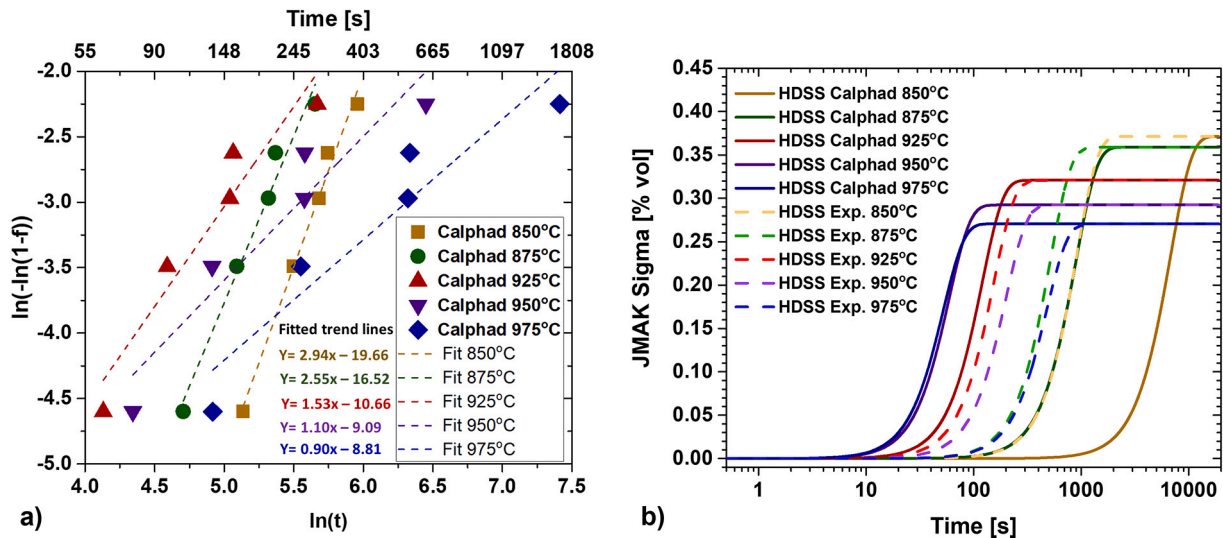 Time [s]
55 90 148 245 403 665 1097 1808
-2.0
-2.5
-3.0
-3.5
-4.0
-4.5
-5.0
ln(-ln(1-f))
Calphad 850°C
Calphad 875°C
Calphad 925°C
Calphad 950°C
Calphad 975°C
Fitted trend lines
Y= 2.94x – 19.66 Fit 850°C
Y= 2.55x – 16.52 Fit 875°C
Y= 1.53x – 10.66 Fit 925°C
Y= 1.10x – 9.09 Fit 950°C
Y= 0.90x – 8.81 Fit 975°C
4.0 4.5 5.0 5.5 6.0 6.5 7.0 7.5
ln(t)
a)
0.45
0.40
0.35
0.30
0.25
0.20
0.15
0.10
0.05
0.00
JMAK Sigma [% vol]
HDSS Calphad 850°C
HDSS Calphad 875°C
HDSS Calphad 925°C
HDSS Calphad 950°C
HDSS Calphad 975°C
HDSS Exp. 850°C
HDSS Exp. 875°C
HDSS Exp. 925°C
HDSS Exp. 950°C
HDSS Exp. 975°C
1 10 100 1000 10000
Time [s]
b)